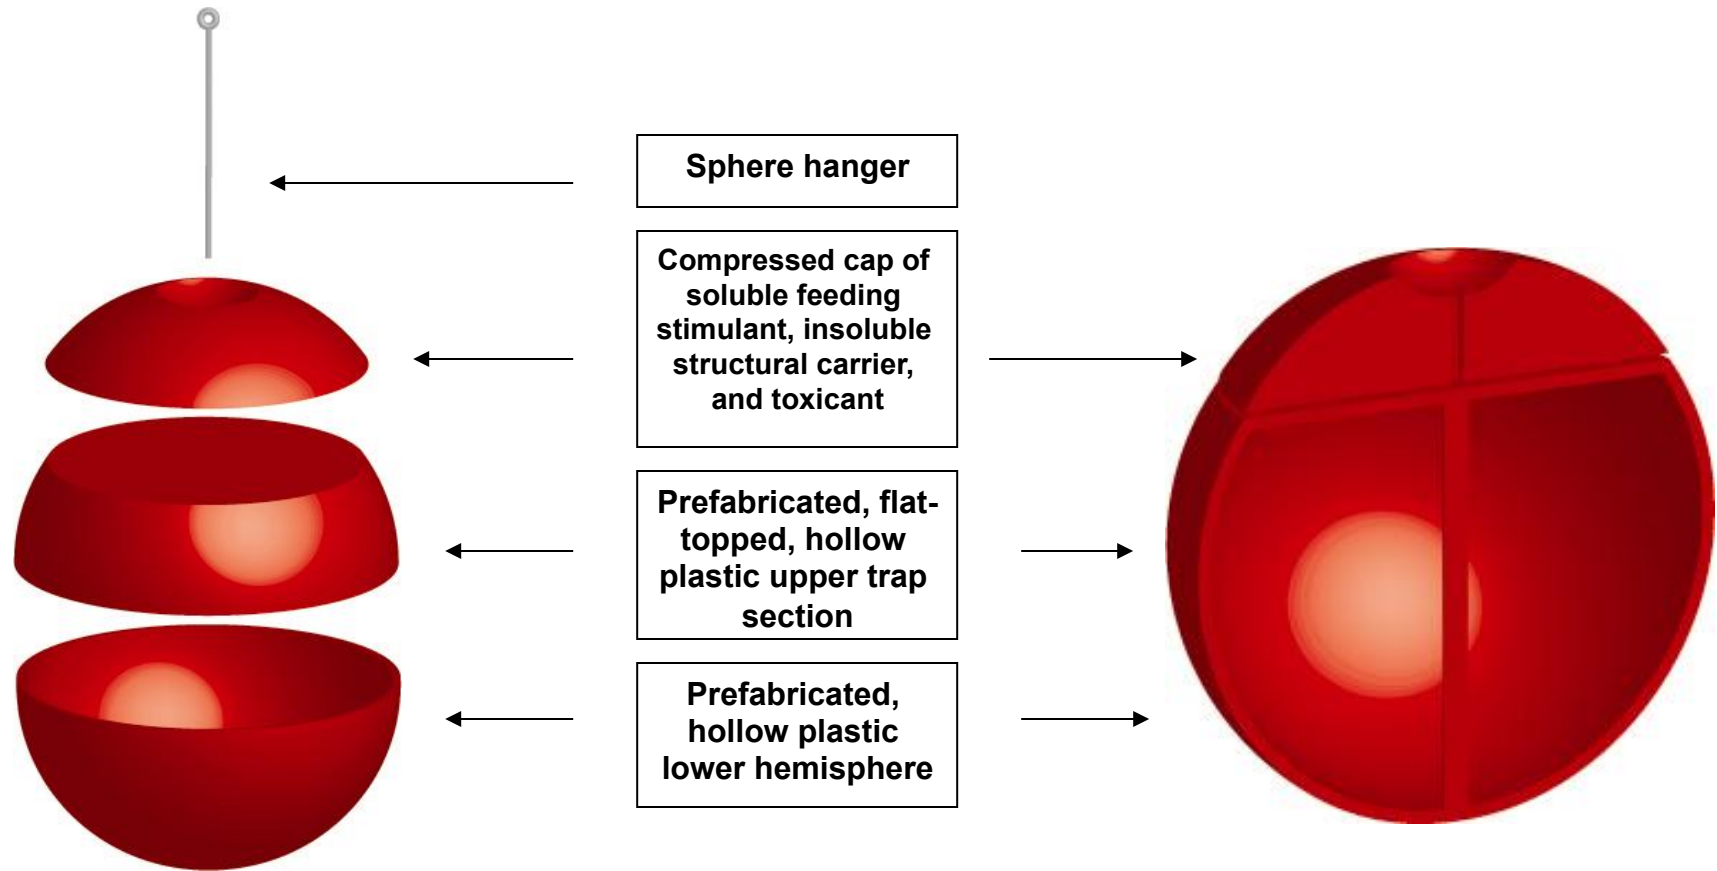 Sphere hanger
Compressed cap of
soluble feeding
stimulant, insoluble
structural carrier,
and toxicant
Prefabricated, flat-
topped, hollow
plastic upper trap
section
Prefabricated,
hollow plastic
lower hemisphere